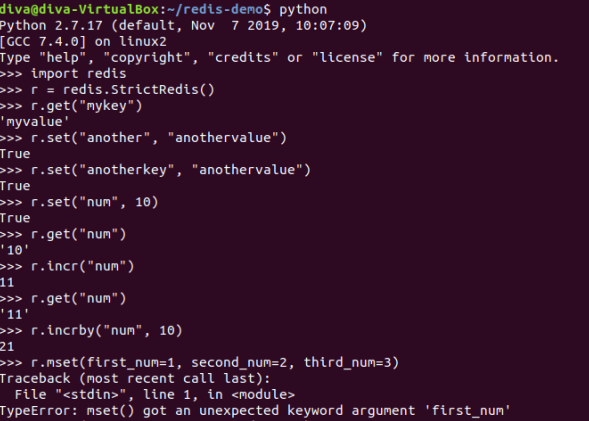 diva@diva-VirtualBox:~/redis-demo$ python
Python 2.7.17 (default, Nov  7 2019, 10:07:09)
[GCC 7.4.0] on linux2
Type "help", "copyright", "credits" or "license" for more information.
>>> import redis
>>> r = redis.StrictRedis()
>>> r.get("mykey")
'myvalue'
>>> r.set("another", "anothervalue")
True
>>> r.set("anotherkey", "anothervalue")
True
>>> r.set("num", 10)
True
>>> r.get("num")
'10'
>>> r.incr("num")
11
>>> r.get("num")
'11'
>>> r.incrby("num", 10)
21
>>> r.mset(first_num=1, second_num=2, third_num=3)
Traceback (most recent call last):
  File "<stdin>", line 1, in <module>
TypeError: mset() got an unexpected keyword argument 'first_num'